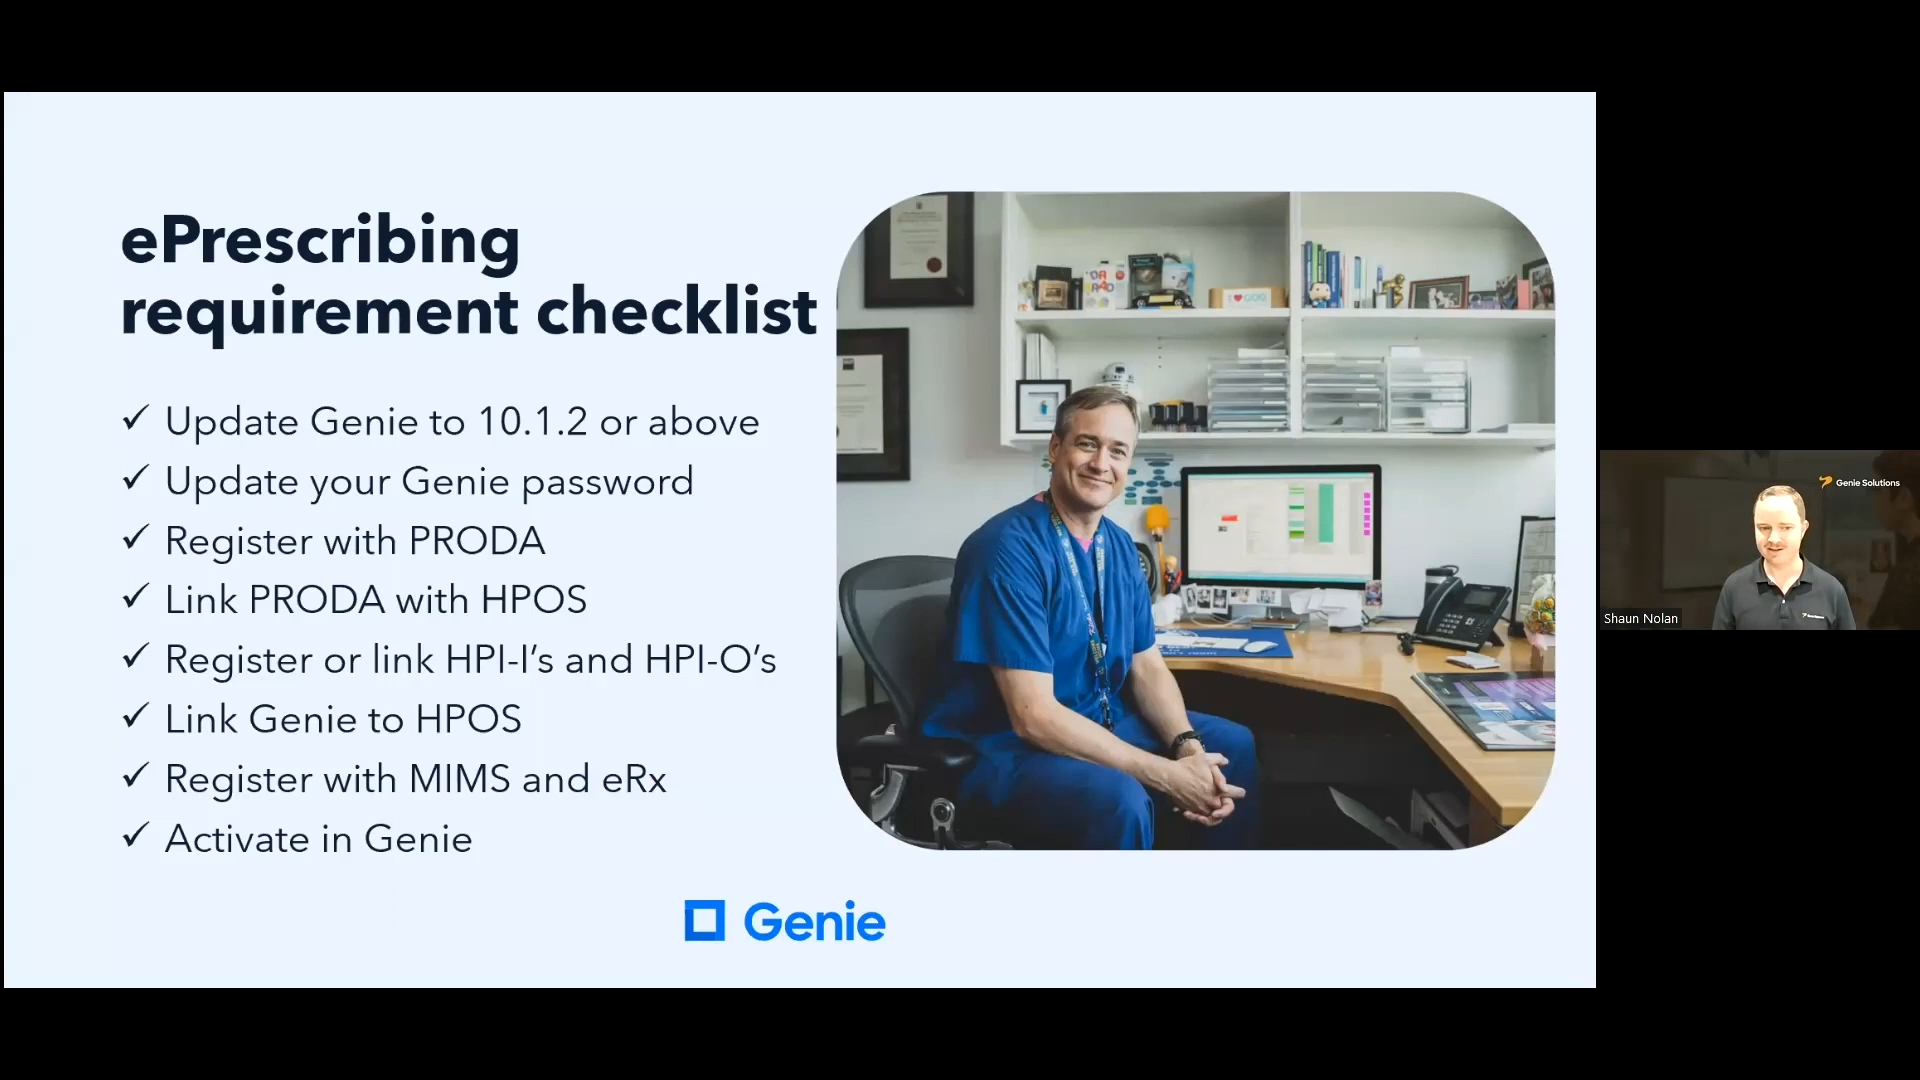 ePrescribing
requirement checklist
✓ Update Genie to 10.1.2 or above
✓ Update your Genie password
✓ Register with PRODA
✓ Link PRODA with HPOS
✓ Register or link HPI-I’s and HPI-O’s
✓ Link Genie to HPOS
✓ Register with MIMS and eRx
✓ Activate in Genie
Genie
I ♥ GOD
Genie Solutions
Shaun Nolan